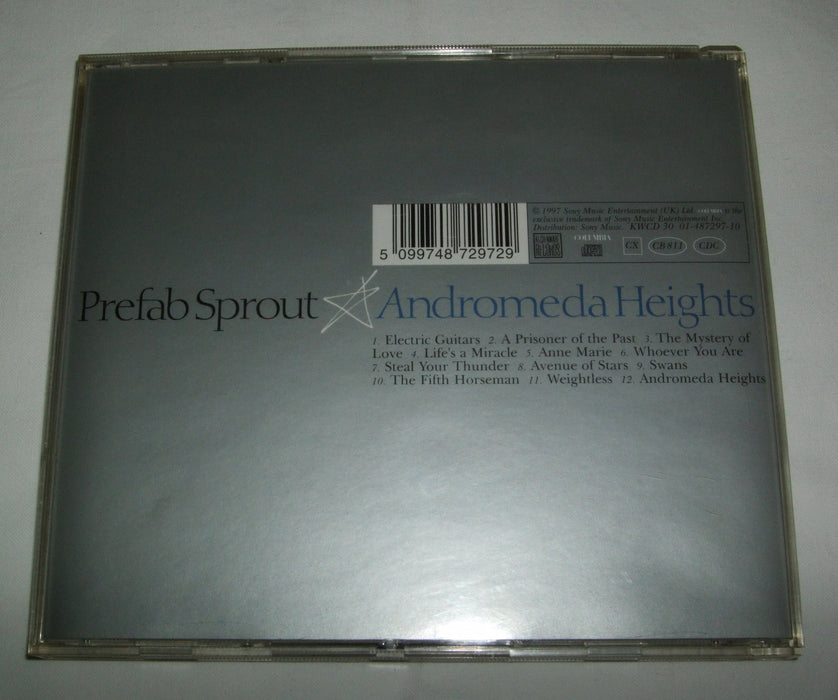 5 099748 729729
© 1997 Sony Music Entertainment (UK) Ltd. COLUMBIA is the
exclusive trademark of Sony Music Entertainment Inc.
Distribution: Sony Music. KWCD 30 01-487297-10
COLUMBIA
CX CB 811 CDC
Prefab Sprout Andromeda Heights
1. Electric Guitars 2. A Prisoner of the Past 3. The Mystery of
Love 4. Life's a Miracle 5. Anne Marie 6. Whoever You Are
7. Steal Your Thunder 8. Avenue of Stars 9. Swans
10. The Fifth Horseman 11. Weightless 12. Andromeda Heights